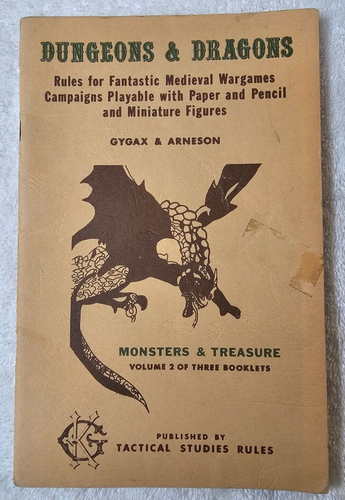 DUNGEONS & DRAGONS
Rules for Fantastic Medieval Wargames
Campaigns Playable with Paper and Pencil
and Miniature Figures
GYGAX & ARNESON
MONSTERS & TREASURE
VOLUME 2 OF THREE BOOKLETS
PUBLISHED BY
TACTICAL STUDIES RULES
GK